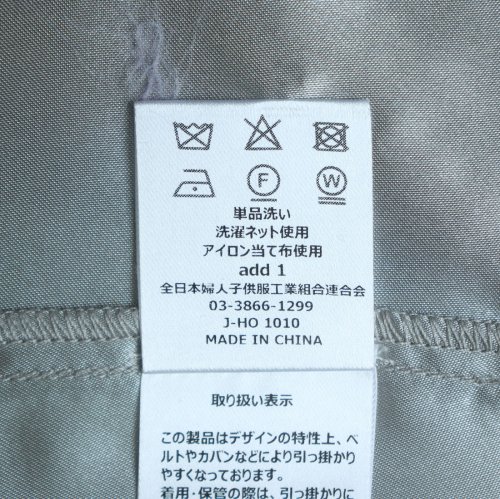 F
W
単品洗い
洗濯ネット使用
アイロン当て布使用
add 1
全日本婦人子供服工業組合連合会
03-3866-1299
J-HO 1010
MADE IN CHINA
取り扱い表示
この製品はデザインの特性上、ベ
ルトやカバンなどにより引っ掛かり
やすくなっております。
着用・保管の際は、引っ掛かりに